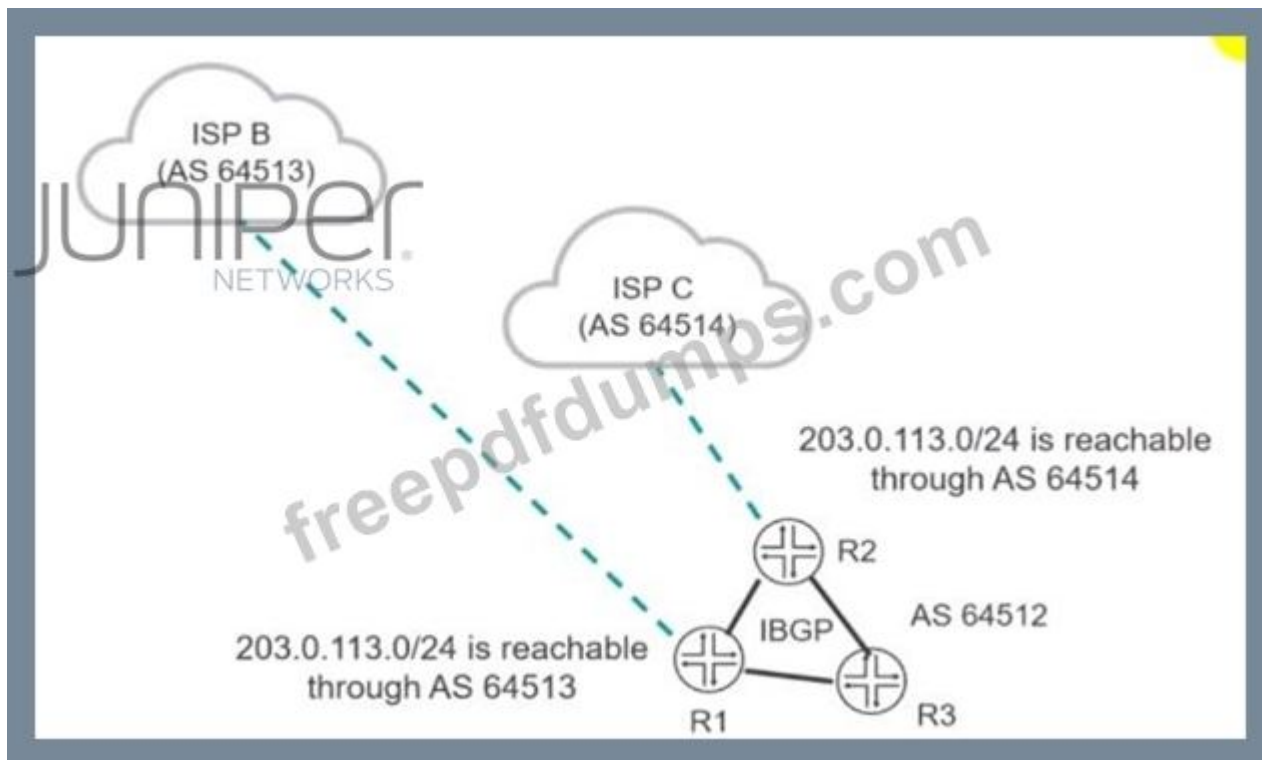 ISP B
(AS 64513)
JUNIPer
NETWORKS
ISP C
(AS 64514)
freepdfdumps.com
203.0.113.0/24 is reachable
through AS 64514
R2
AS 64512
IBGP
203.0.113.0/24 is reachable
through AS 64513
R1
R3